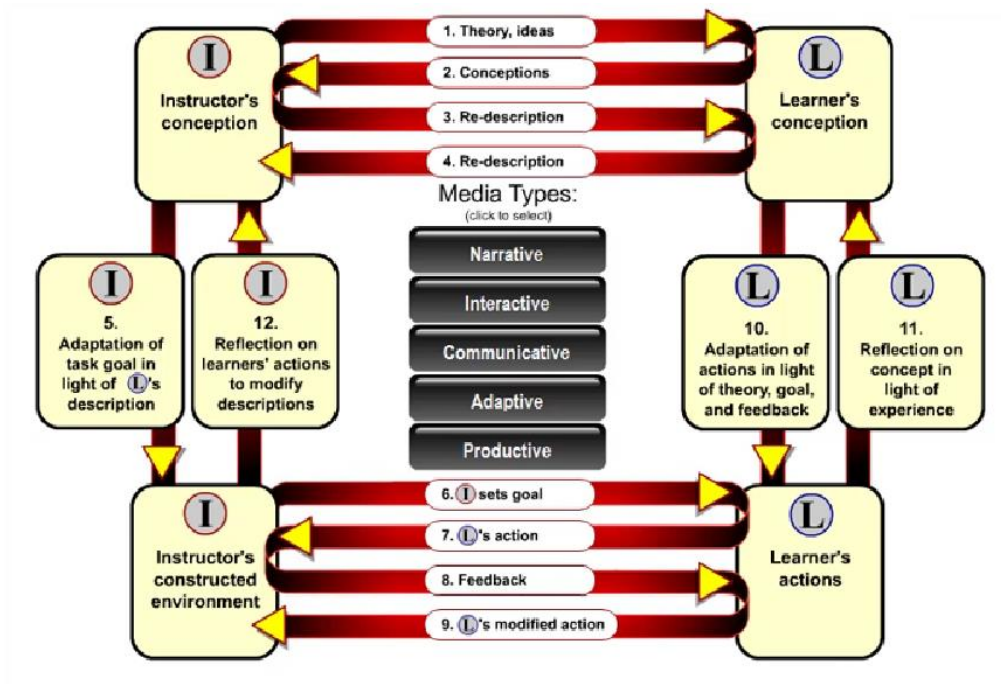 I
Instructor's
conception
1. Theory, ideas
2. Conceptions
3. Re-description
4. Re-description
L
Learner's
conception
Media Types:
(click to select)
Narrative
Interactive
Communicative
Adaptive
Productive
I
5.
Adaptation of
task goal in
light of L's
description
I
12.
Reflection on
learners' actions
to modify
descriptions
L
10.
Adaptation of
actions in light
of theory, goal,
and feedback
L
11.
Reflection on
concept in
light of
experience
I
Instructor's
constructed
environment
6. I sets goal
7. L's action
8. Feedback
9. L's modified action
L
Learner's
actions